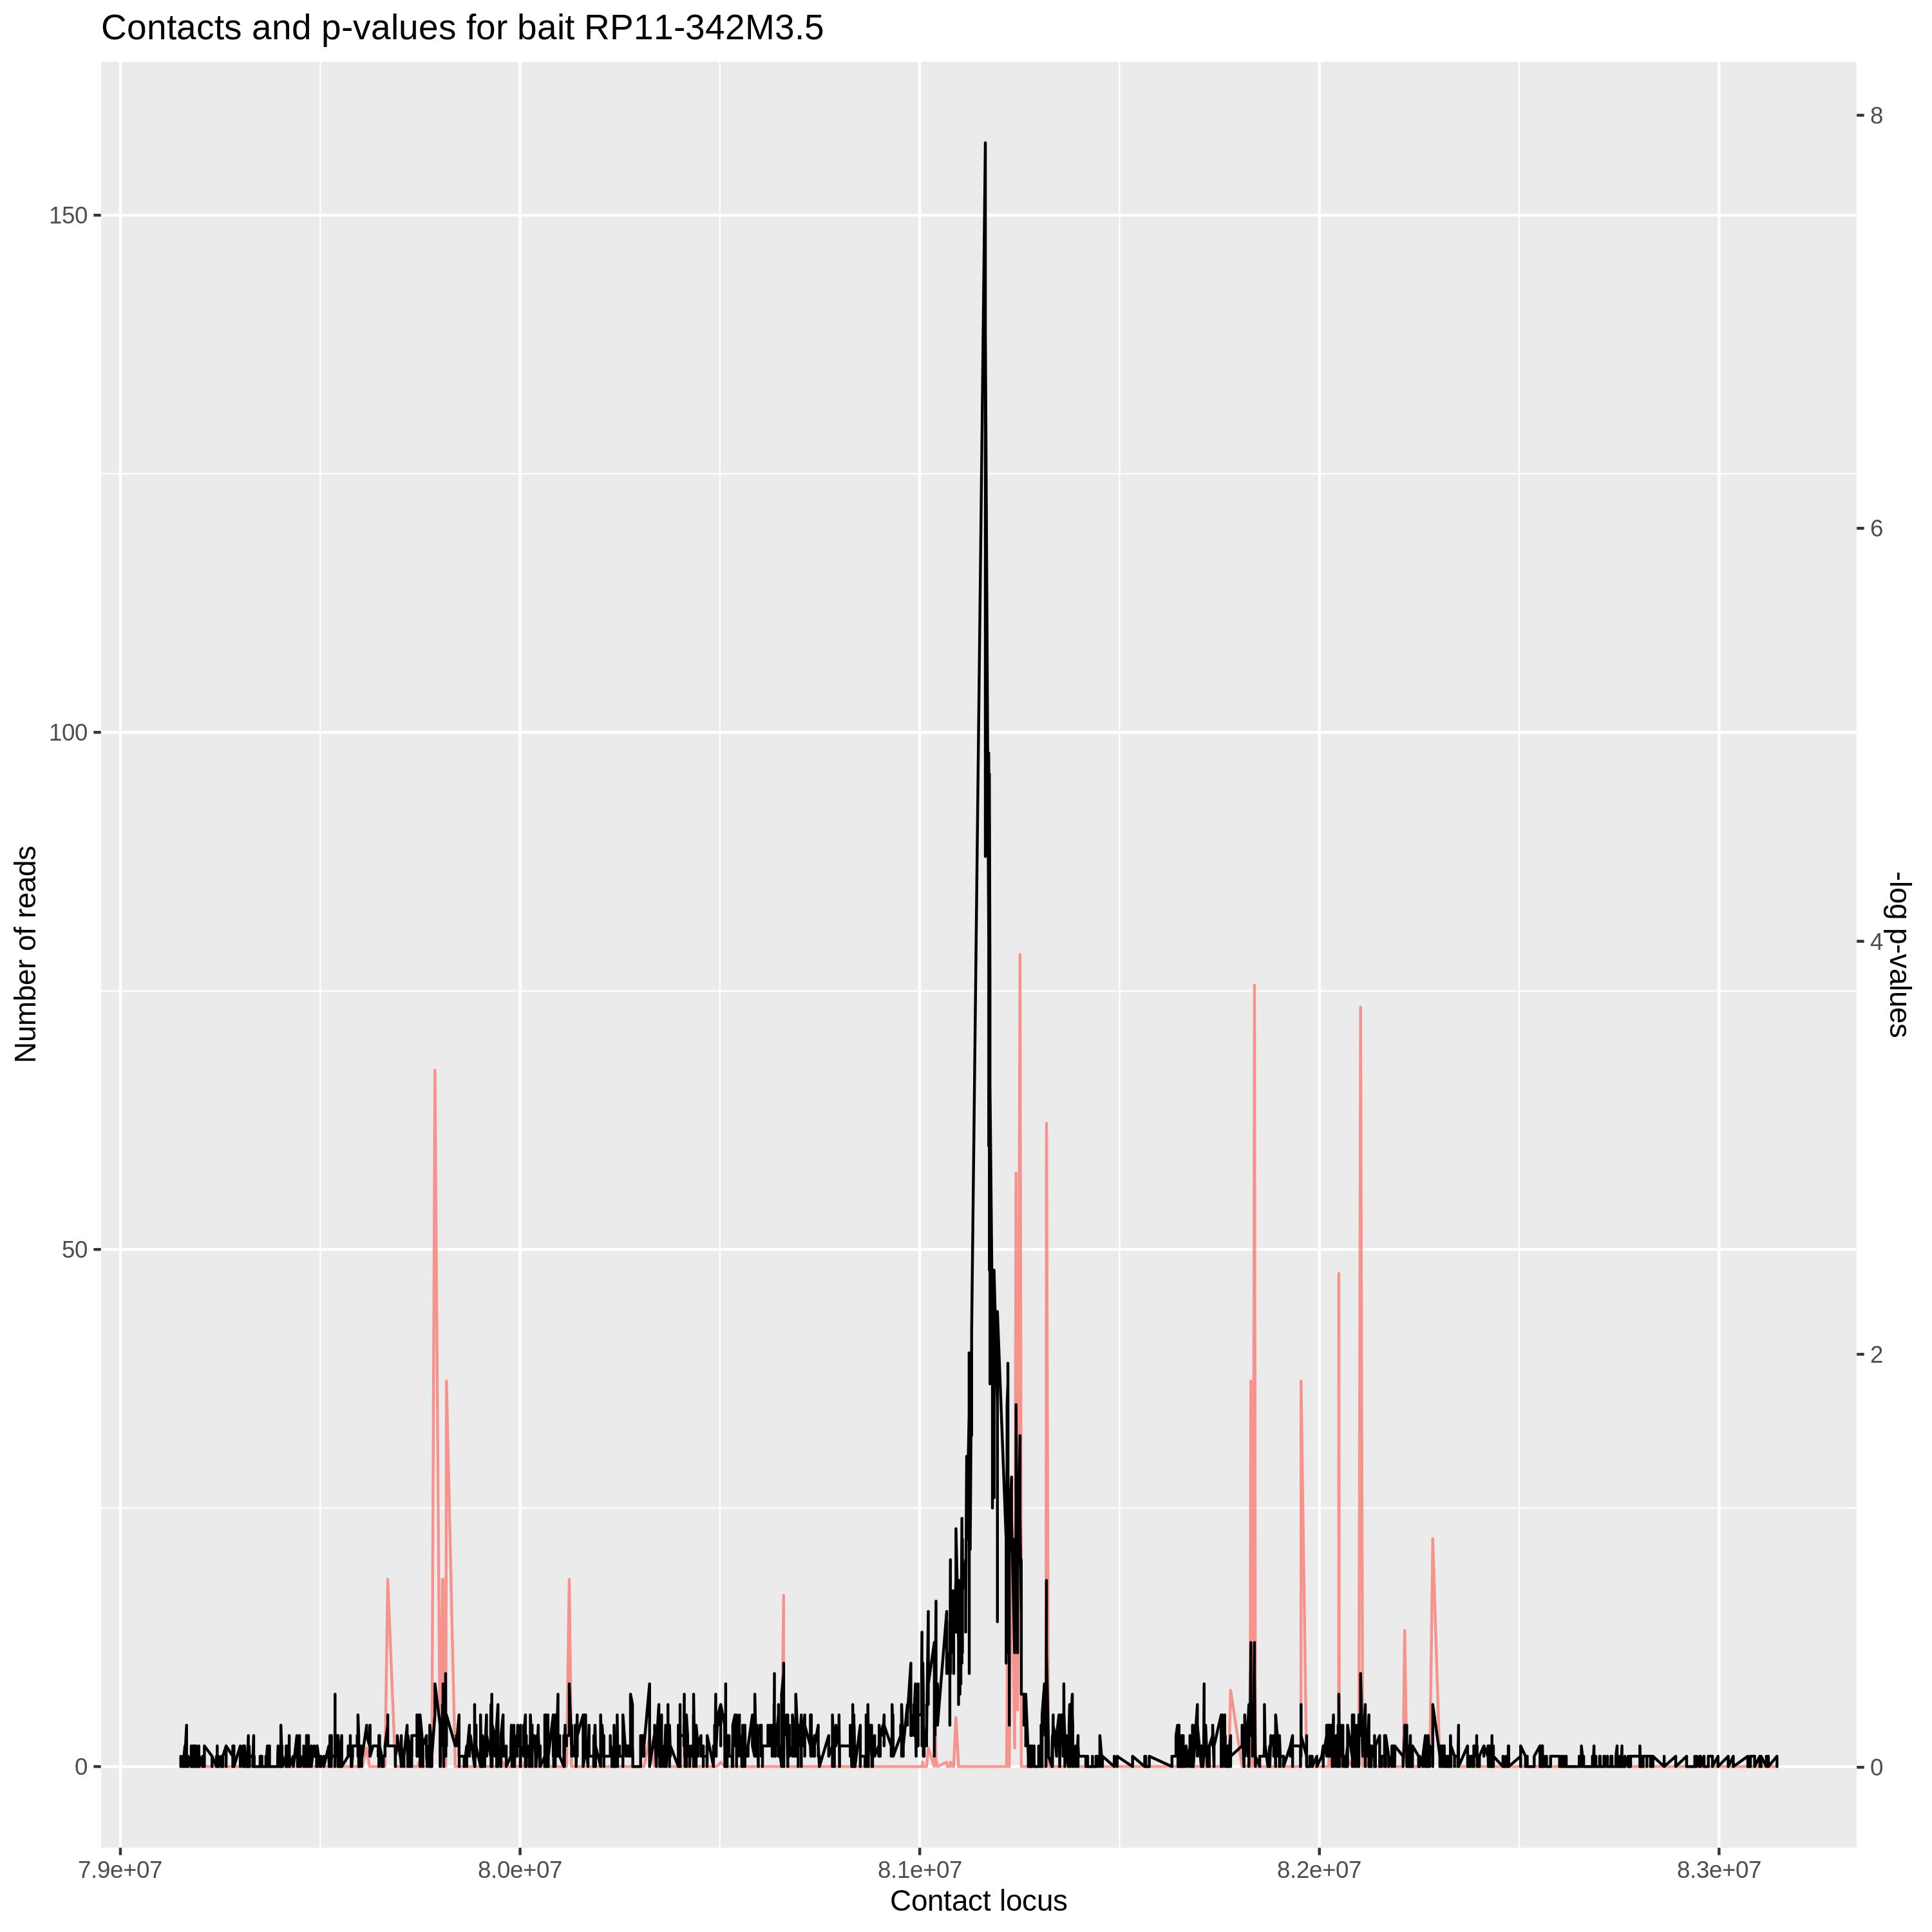 Contacts and p-values for bait RP11-342M3.5
Number of reads
150
100
50
0
8
6
4
2
0
-log p-values
7.9e+07 8.0e+07 8.1e+07 8.2e+07 8.3e+07
Contact locus